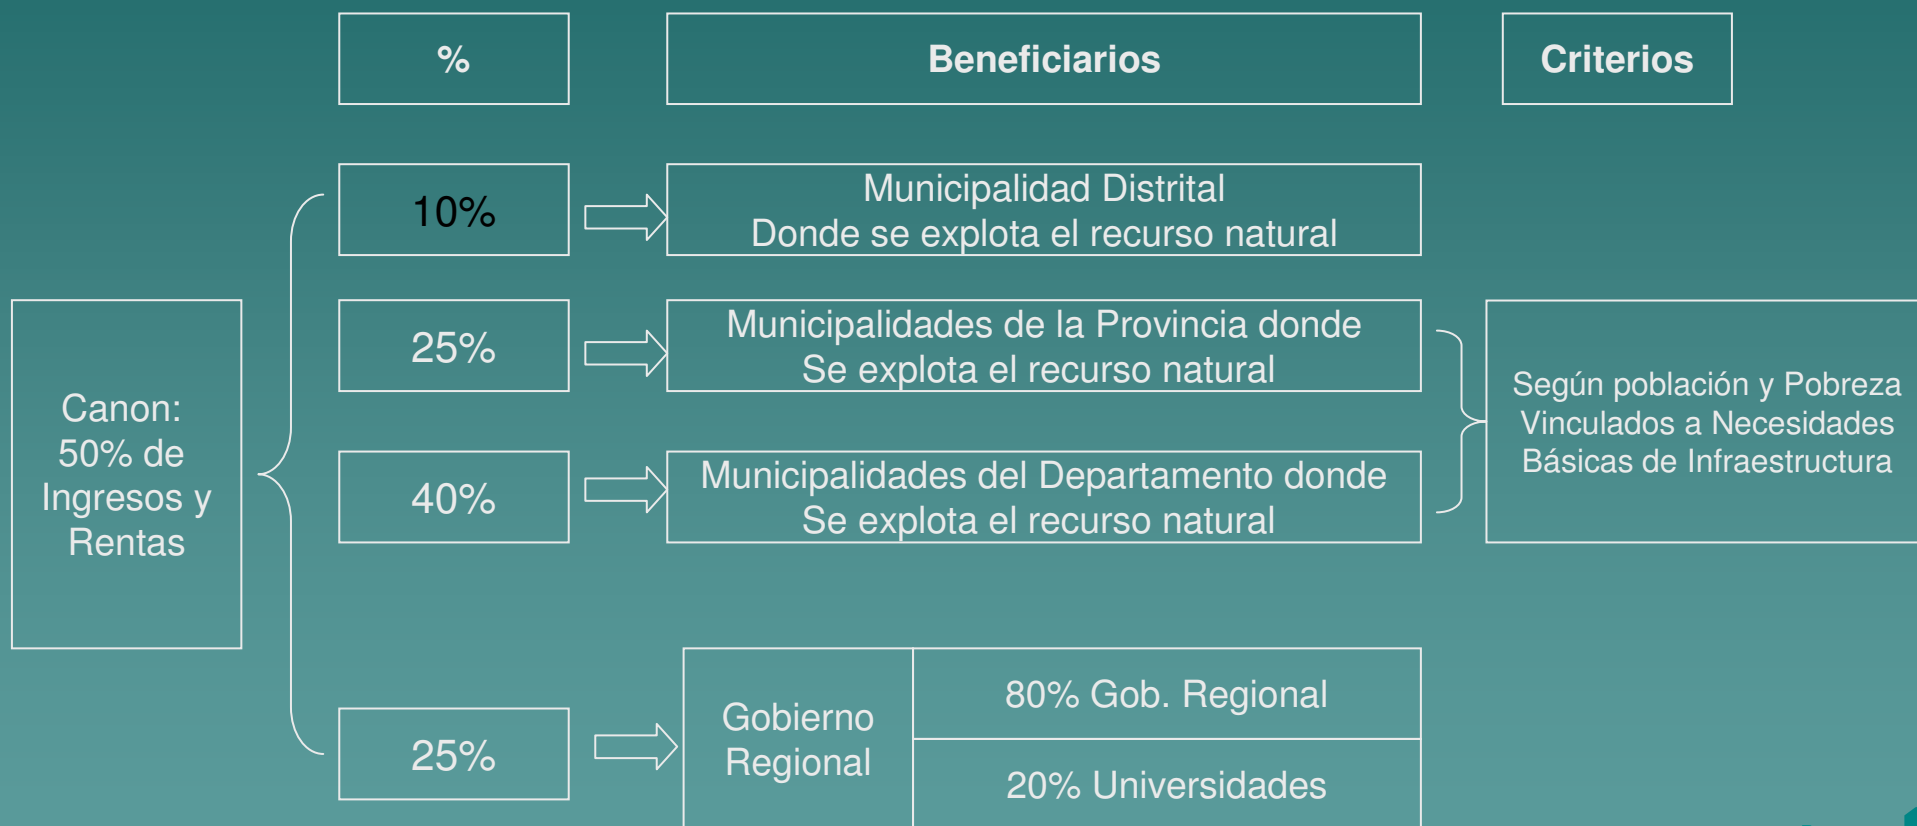 %
Beneficiarios
Criterios
10%
Municipalidad Distrital
Donde se explota el recurso natural
25%
Municipalidades de la Provincia donde
Se explota el recurso natural
40%
Municipalidades del Departamento donde
Se explota el recurso natural
Según población y Pobreza
Vinculados a Necesidades
Básicas de Infraestructura
Canon:
50% de
Ingresos y
Rentas
25%
Gobierno
Regional
80% Gob. Regional
20% Universidades